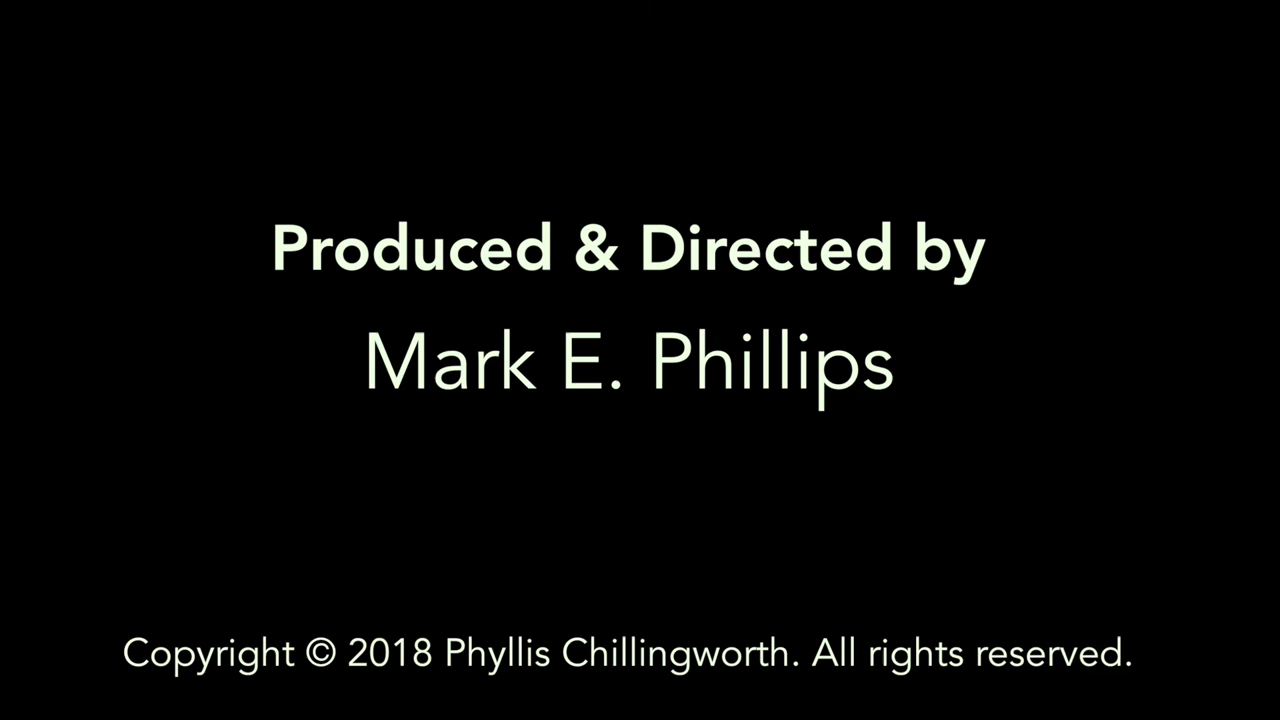 Produced & Directed by
Mark E. Phillips
Copyright © 2018 Phyllis Chillingworth. All rights reserved.